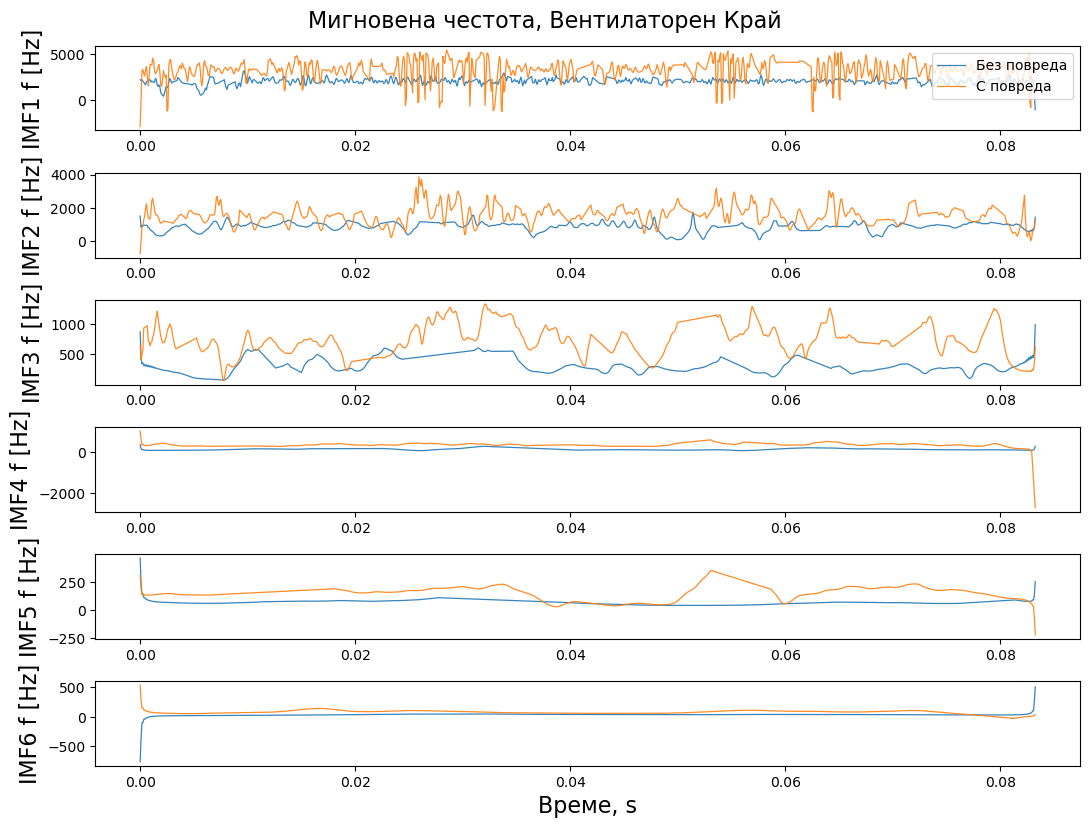 Мигновена честота, Вентилаторен Край
IMF1 f [Hz]
5000
0
Без повреда
С повреда
0.00 0.02 0.04 0.06 0.08
IMF2 f [Hz]
4000
2000
0
0.00 0.02 0.04 0.06 0.08
IMF3 f [Hz]
1000
500
0.00 0.02 0.04 0.06 0.08
IMF4 f [Hz]
0
−2000
0.00 0.02 0.04 0.06 0.08
IMF5 f [Hz]
250
0
−250
0.00 0.02 0.04 0.06 0.08
IMF6 f [Hz]
500
0
−500
0.00 0.02 0.04 0.06 0.08
Време, s